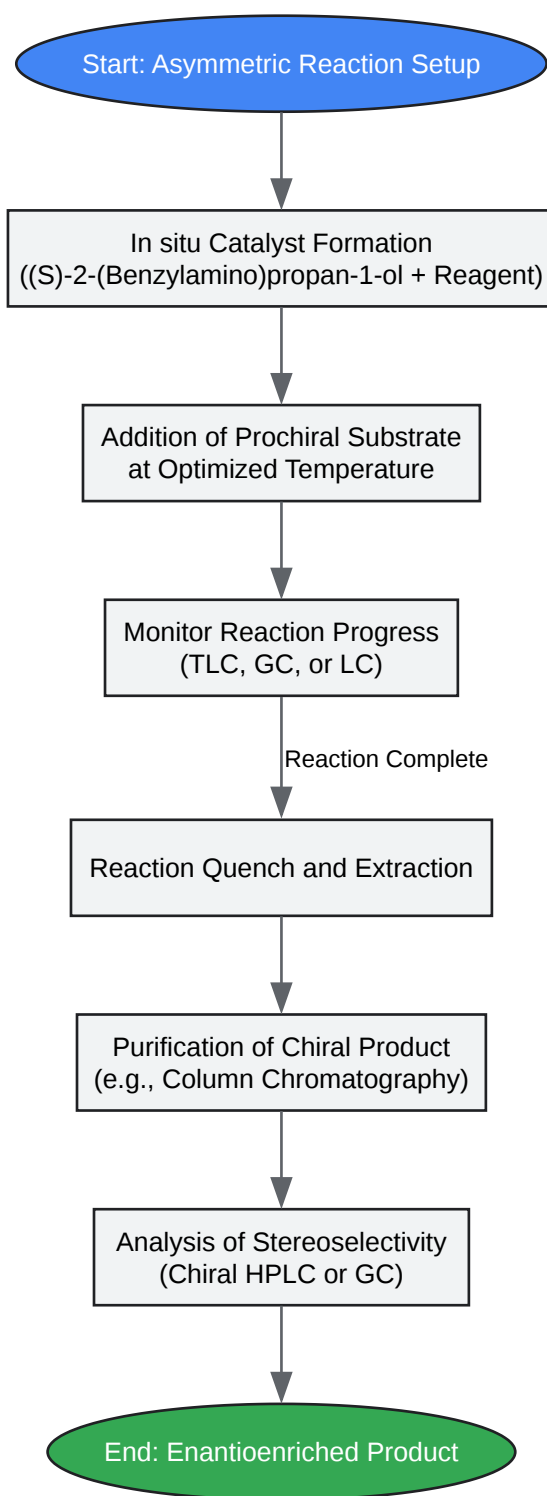 Start: Asymmetric Reaction Setup
In situ Catalyst Formation
((S)-2-(Benzylamino)propan-1-ol + Reagent)
Addition of Prochiral Substrate
at Optimized Temperature
Monitor Reaction Progress
(TLC, GC, or LC)
Reaction Complete
Reaction Quench and Extraction
Purification of Chiral Product
(e.g., Column Chromatography)
Analysis of Stereoselectivity
(Chiral HPLC or GC)
End: Enantioenriched Product